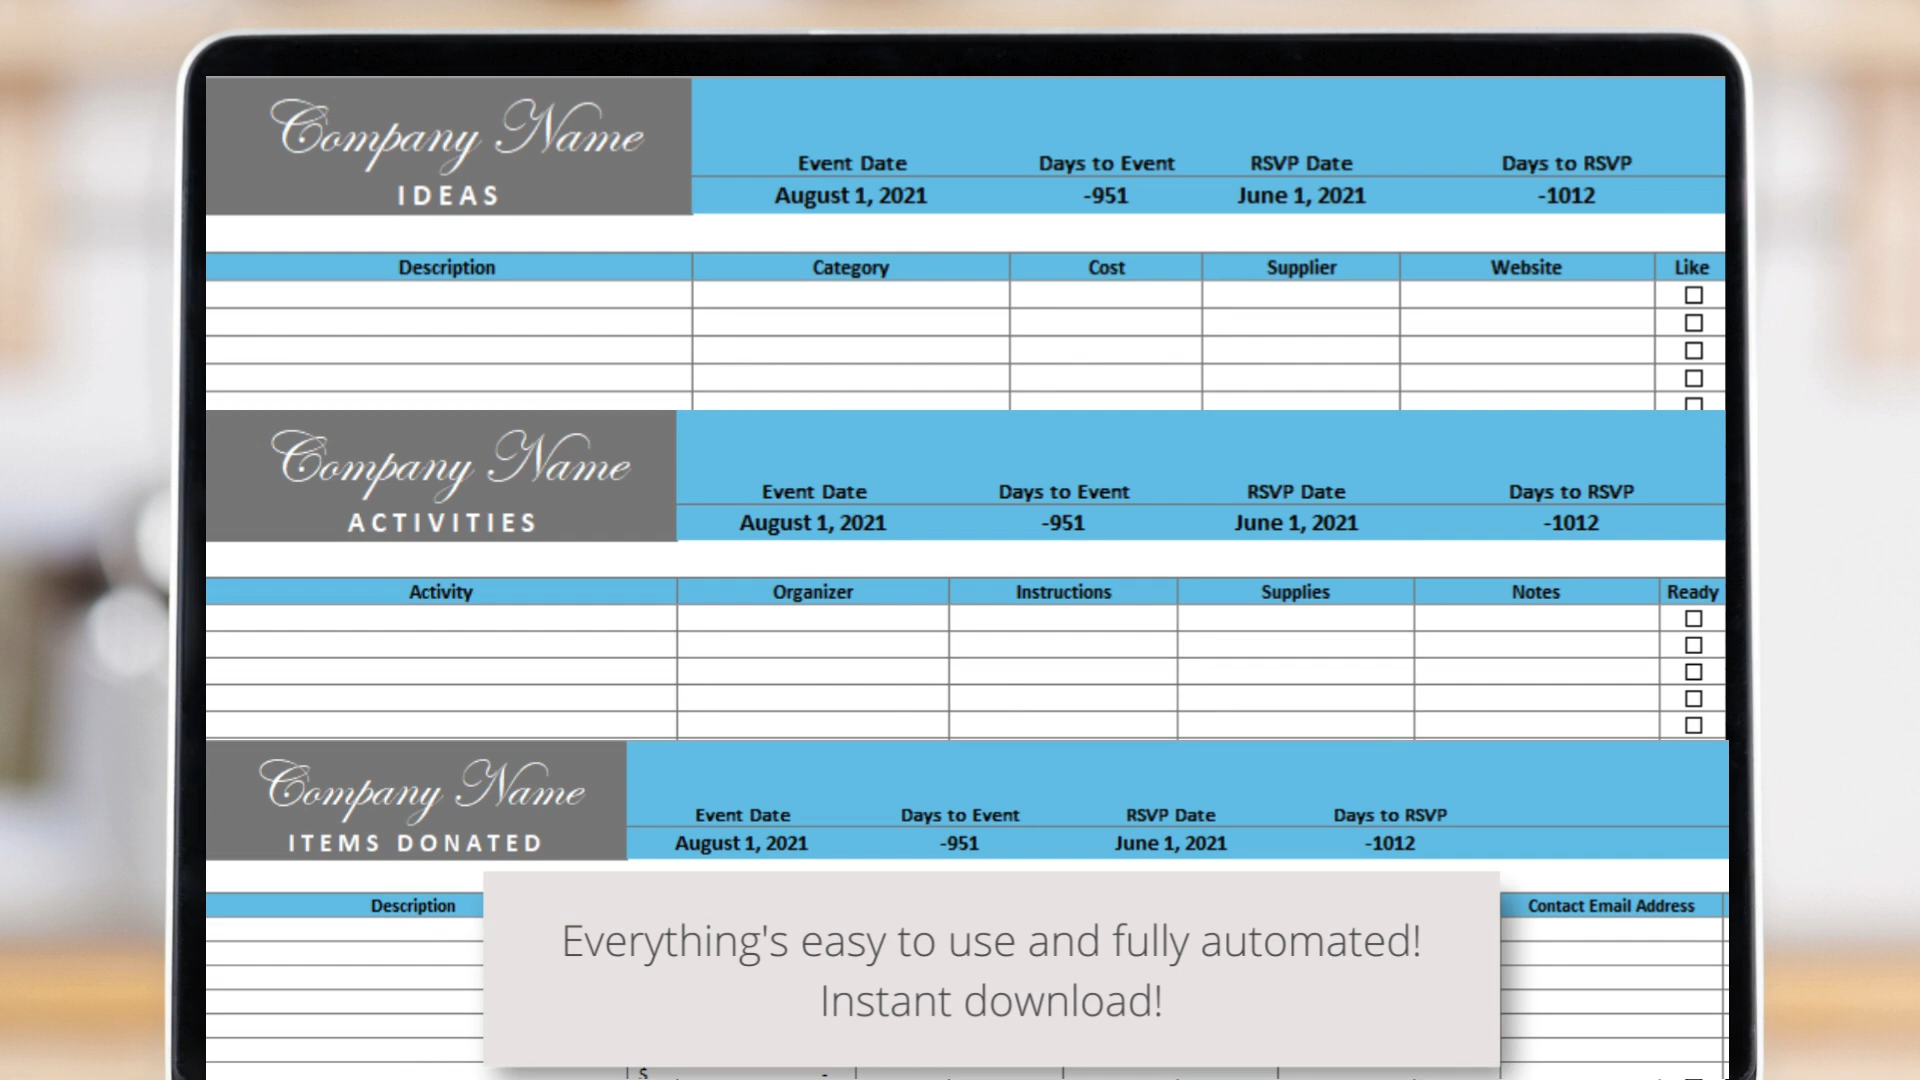 Company Name
IDEAS
Event Date Days to Event RSVP Date Days to RSVP
August 1, 2021 -951 June 1, 2021 -1012
Description Category Cost Supplier Website Like
Company Name
ACTIVITIES
Event Date Days to Event RSVP Date Days to RSVP
August 1, 2021 -951 June 1, 2021 -1012
Activity Organizer Instructions Supplies Notes Ready
Company Name
ITEMS DONATED
Event Date Days to Event RSVP Date Days to RSVP
August 1, 2021 -951 June 1, 2021 -1012
Description Contact Email Address
Everything's easy to use and fully automated!
Instant download!
$ -